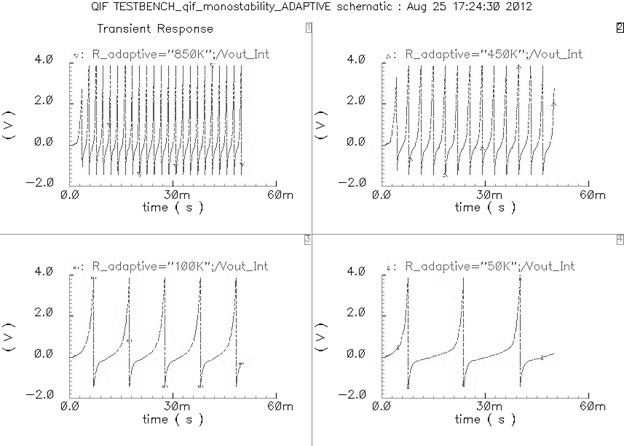 QIF TESTBENCH_qif_monostability_ADAPTIVE schematic : Aug 25 17:24:30 2012
Transient Response
1
R_adaptive="850K";/Vout_Int
4.0
2.0
0.0
-2.0
(V)
0.0 30m 60m
time ( s )
2
R_adaptive="450K";/Vout_Int
4.0
2.0
0.0
-2.0
(V)
0.0 30m 60m
time ( s )
3
R_adaptive="100K";/Vout_Int
4.0
2.0
0.0
-2.0
(V)
0.0 30m 60m
time ( s )
4
R_adaptive="50K";/Vout_Int
4.0
2.0
0.0
-2.0
(V)
0.0 30m 60m
time ( s )